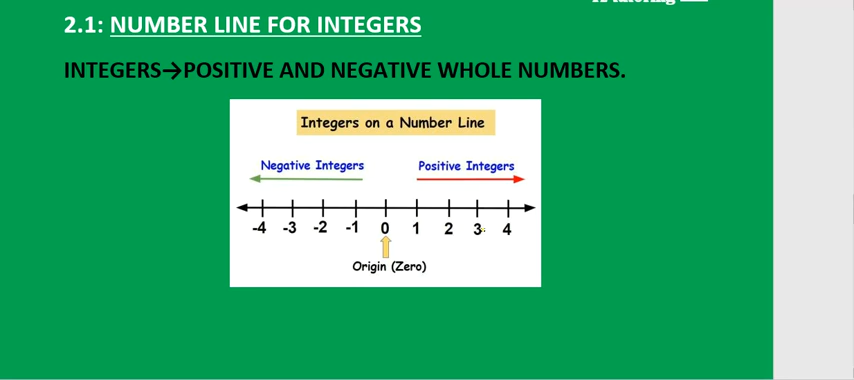 2.1: NUMBER LINE FOR INTEGERS
INTEGERS→POSITIVE AND NEGATIVE WHOLE NUMBERS.
Integers on a Number Line
Negative Integers Positive Integers
-4 -3 -2 -1 0 1 2 3 4
Origin (Zero)